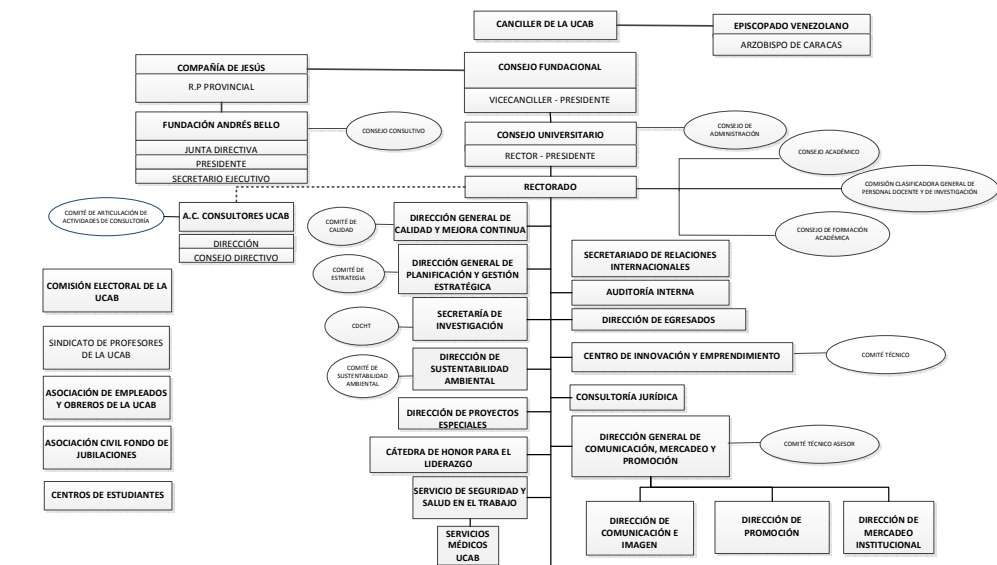 CANCILLER DE LA UCAB
EPISCOPADO VENEZOLANO
ARZOBISPO DE CARACAS
COMPAÑÍA DE JESÚS
R.P PROVINCIAL
CONSEJO FUNDACIONAL
VICECANCILLER - PRESIDENTE
FUNDACIÓN ANDRÉS BELLO
JUNTA DIRECTIVA
PRESIDENTE
SECRETARIO EJECUTIVO
CONSEJO CONSULTIVO
CONSEJO UNIVERSITARIO
RECTOR - PRESIDENTE
CONSEJO DE
ADMINISTRACIÓN
CONSEJO ACADÉMICO
RECTORADO
COMISIÓN CLASIFICADORA GENERAL DE
PERSONAL DOCENTE Y DE INVESTIGACIÓN
CONSEJO DE FORMACIÓN
ACADÉMICA
COMITÉ DE ARTICULACIÓN DE
ACTIVIDADES DE CONSULTORÍA
A.C. CONSULTORES UCAB
DIRECCIÓN
CONSEJO DIRECTIVO
COMITÉ DE
CALIDAD
DIRECCIÓN GENERAL DE
CALIDAD Y MEJORA CONTINUA
COMITÉ DE
ESTRATEGIA
DIRECCIÓN GENERAL DE
PLANIFICACIÓN Y GESTIÓN
ESTRATÉGICA
SECRETARIADO DE RELACIONES
INTERNACIONALES
AUDITORÍA INTERNA
COMISIÓN ELECTORAL DE LA
UCAB
CDCHT
SECRETARÍA DE
INVESTIGACIÓN
DIRECCIÓN DE EGRESADOS
SINDICATO DE PROFESORES
DE LA UCAB
COMITÉ DE
SUSTENTABILIDAD
AMBIENTAL
DIRECCIÓN DE
SUSTENTABILIDAD
AMBIENTAL
CENTRO DE INNOVACIÓN Y EMPRENDIMIENTO
COMITÉ TÉCNICO
ASOCIACIÓN DE EMPLEADOS
Y OBREROS DE LA UCAB
DIRECCIÓN DE PROYECTOS
ESPECIALES
CONSULTORÍA JURÍDICA
ASOCIACIÓN CIVIL FONDO DE
JUBILACIONES
CÁTEDRA DE HONOR PARA EL
LIDERAZGO
DIRECCIÓN GENERAL DE
COMUNICACIÓN, MERCADEO Y
PROMOCIÓN
COMITÉ TÉCNICO ASESOR
CENTROS DE ESTUDIANTES
SERVICIO DE SEGURIDAD Y
SALUD EN EL TRABAJO
SERVICIOS
MÉDICOS
UCAB
DIRECCIÓN DE
COMUNICACIÓN E
IMAGEN
DIRECCIÓN DE
PROMOCIÓN
DIRECCIÓN DE
MERCADEO
INSTITUCIONAL